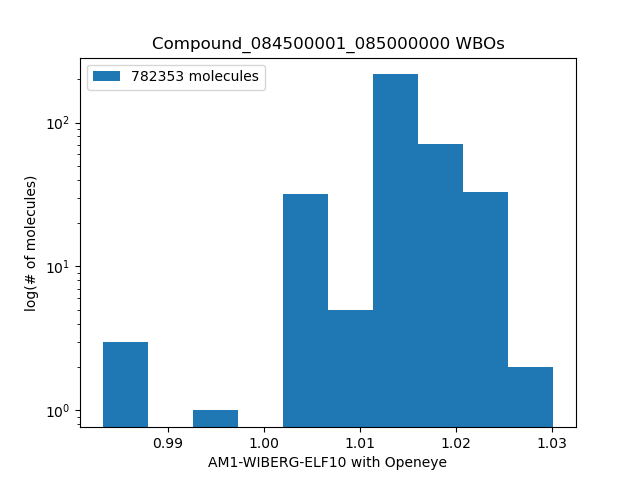 Compound_084500001_085000000 WBOs
782353 molecules
log(# of molecules)
10²
10¹
10⁰
0.99 1.00 1.01 1.02 1.03
AM1-WIBERG-ELF10 with Openeye